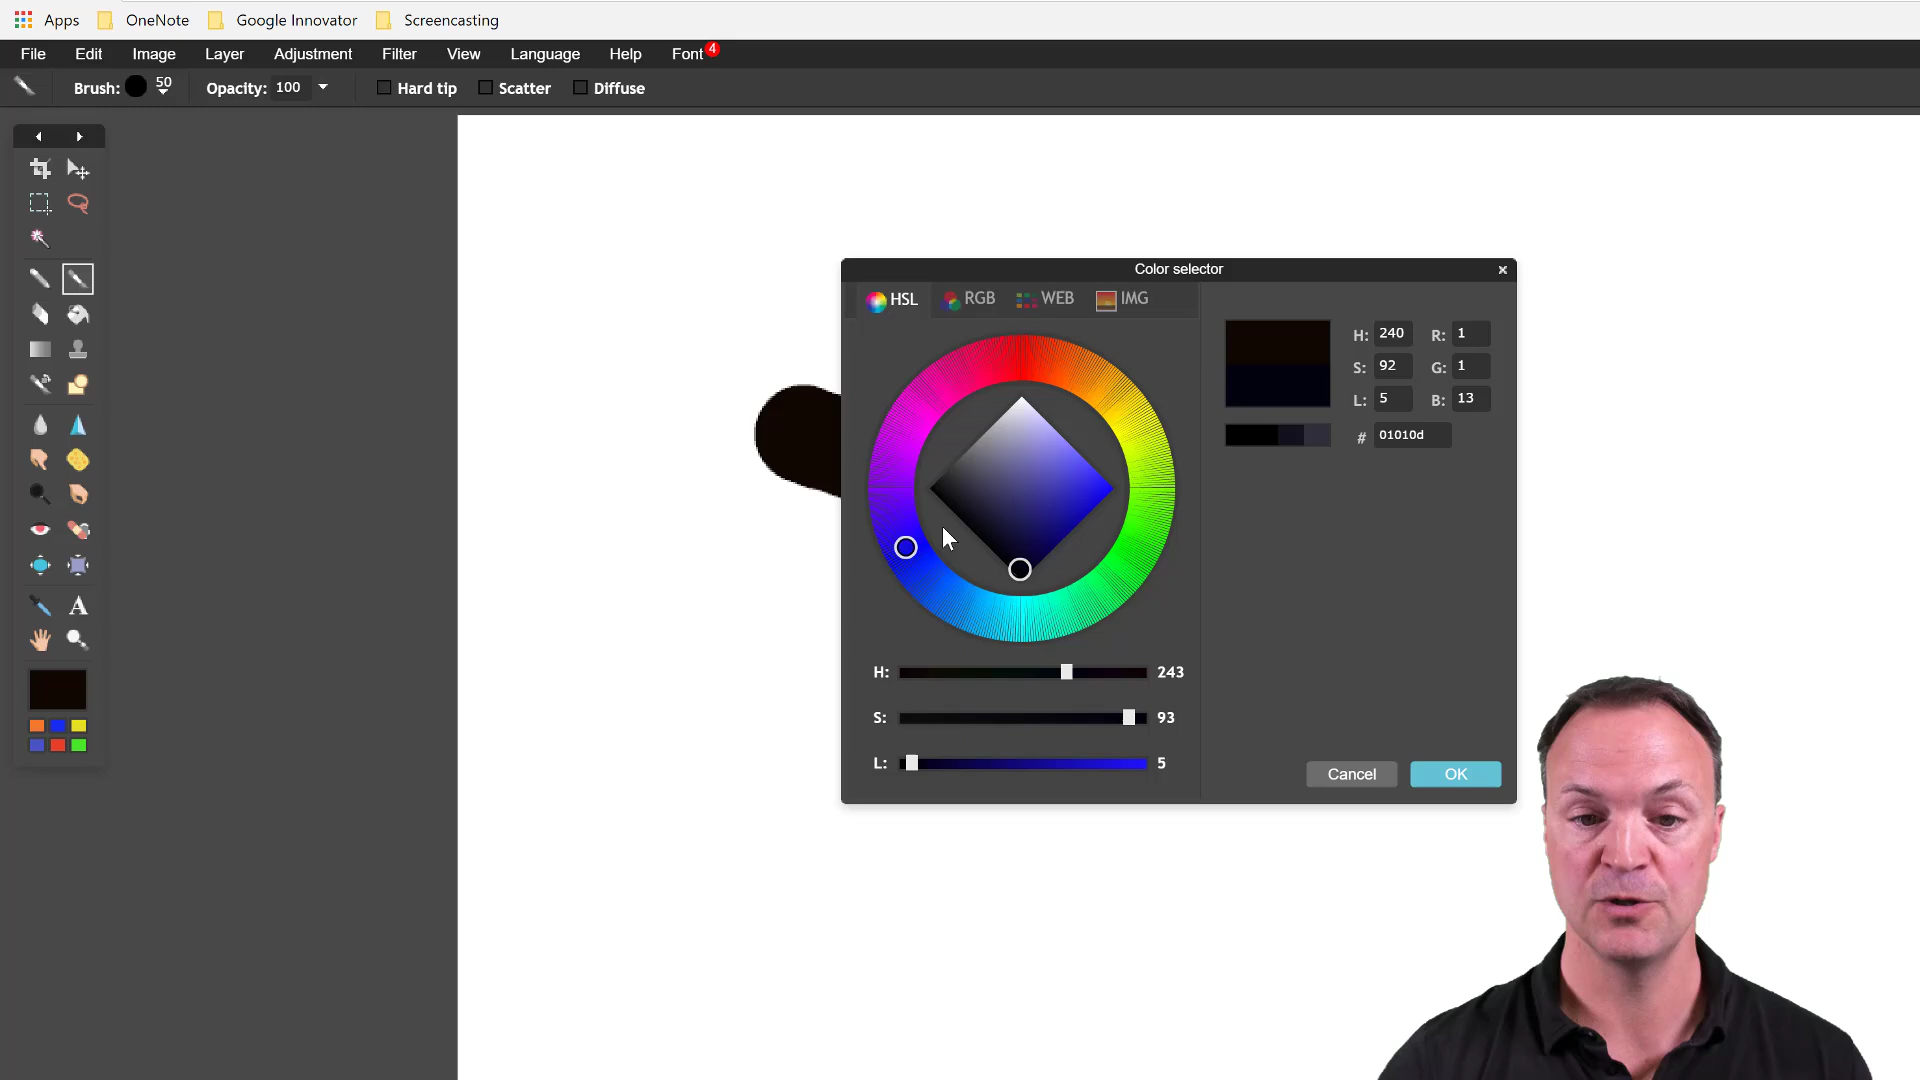 Apps OneNote Google Innovator Screencasting
File Edit Image Layer Adjustment Filter View Language Help Font 4
Brush: 50 Opacity: 100 Hard tip Scatter Diffuse
Color selector
HSL RGB WEB IMG
H: 240 R: 1
S: 92 G: 1
L: 5 B: 13
# 01010d
H: 243
S: 93
L: 5
Cancel OK
A